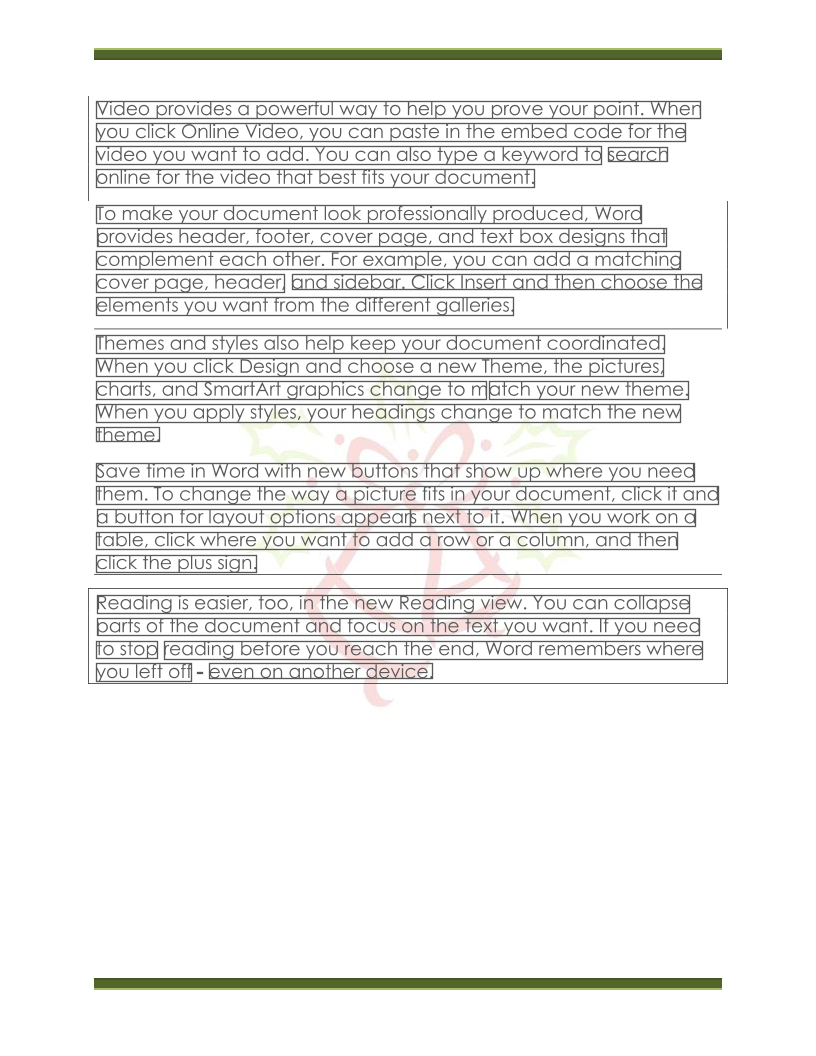 Video provides a powerful way to help you prove your point. When
you click Online Video, you can paste in the embed code for the
video you want to add. You can also type a keyword to search
online for the video that best fits your document.
To make your document look professionally produced, Word
provides header, footer, cover page, and text box designs that
complement each other. For example, you can add a matching
cover page, header, and sidebar. Click Insert and then choose the
elements you want from the different galleries.
Themes and styles also help keep your document coordinated.
When you click Design and choose a new Theme, the pictures,
charts, and SmartArt graphics change to match your new theme.
When you apply styles, your headings change to match the new
theme.
Save time in Word with new buttons that show up where you need
them. To change the way a picture fits in your document, click it and
a button for layout options appears next to it. When you work on a
table, click where you want to add a row or a column, and then
click the plus sign.
Reading is easier, too, in the new Reading view. You can collapse
parts of the document and focus on the text you want. If you need
to stop reading before you reach the end, Word remembers where
you left off - even on another device.